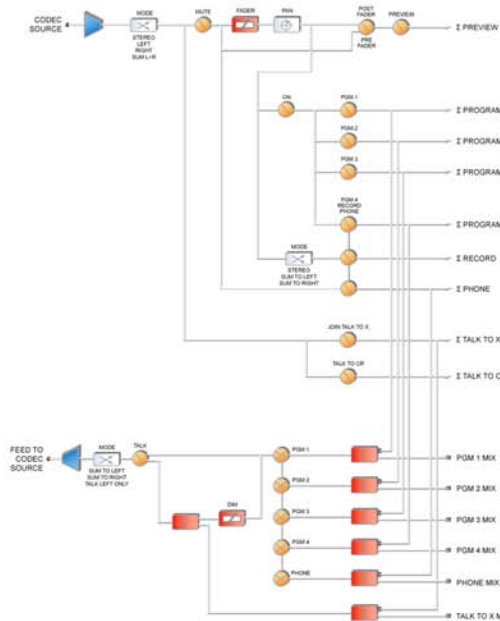 CODEC
SOURCE
MODE
STEREO
LEFT
RIGHT
SUM L+R
MUTE
FADER
PAN
POST
FADER
PRE
FADER
PREVIEW
Σ PREVIEW
ON
PGM 1
Σ PROGRAM
PGM 2
Σ PROGRAM
PGM 3
Σ PROGRAM
PGM 4
RECORD
PHONE
Σ PROGRAM
MODE
STEREO
SUM TO LEFT
SUM TO RIGHT
Σ RECORD
Σ PHONE
JOIN TALK TO X
Σ TALK TO X
TALK TO CR
Σ TALK TO C
FEED TO
CODEC
SOURCE
MODE
SUM TO LEFT
SUM TO RIGHT
TALK LEFT ONLY
TALK
DIM
PGM 1
PGM 1 MIX
PGM 2
PGM 2 MIX
PGM 3
PGM 3 MIX
PGM 4
PGM 4 MIX
PHONE
PHONE MIX
TALK TO X M